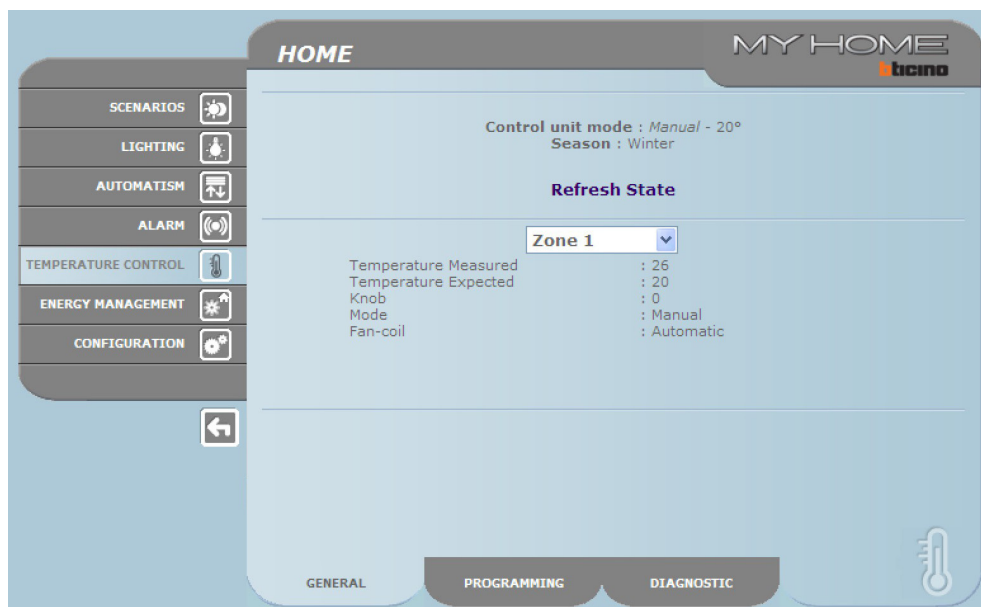 HOME
MY HOME
bticino
SCENARIOS
LIGHTING
AUTOMATISM
ALARM
TEMPERATURE CONTROL
ENERGY MANAGEMENT
CONFIGURATION
Control unit mode : Manual - 20°
Season : Winter
Refresh State
Zone 1
Temperature Measured : 26
Temperature Expected : 20
Knob : 0
Mode : Manual
Fan-coil : Automatic
GENERAL PROGRAMMING DIAGNOSTIC